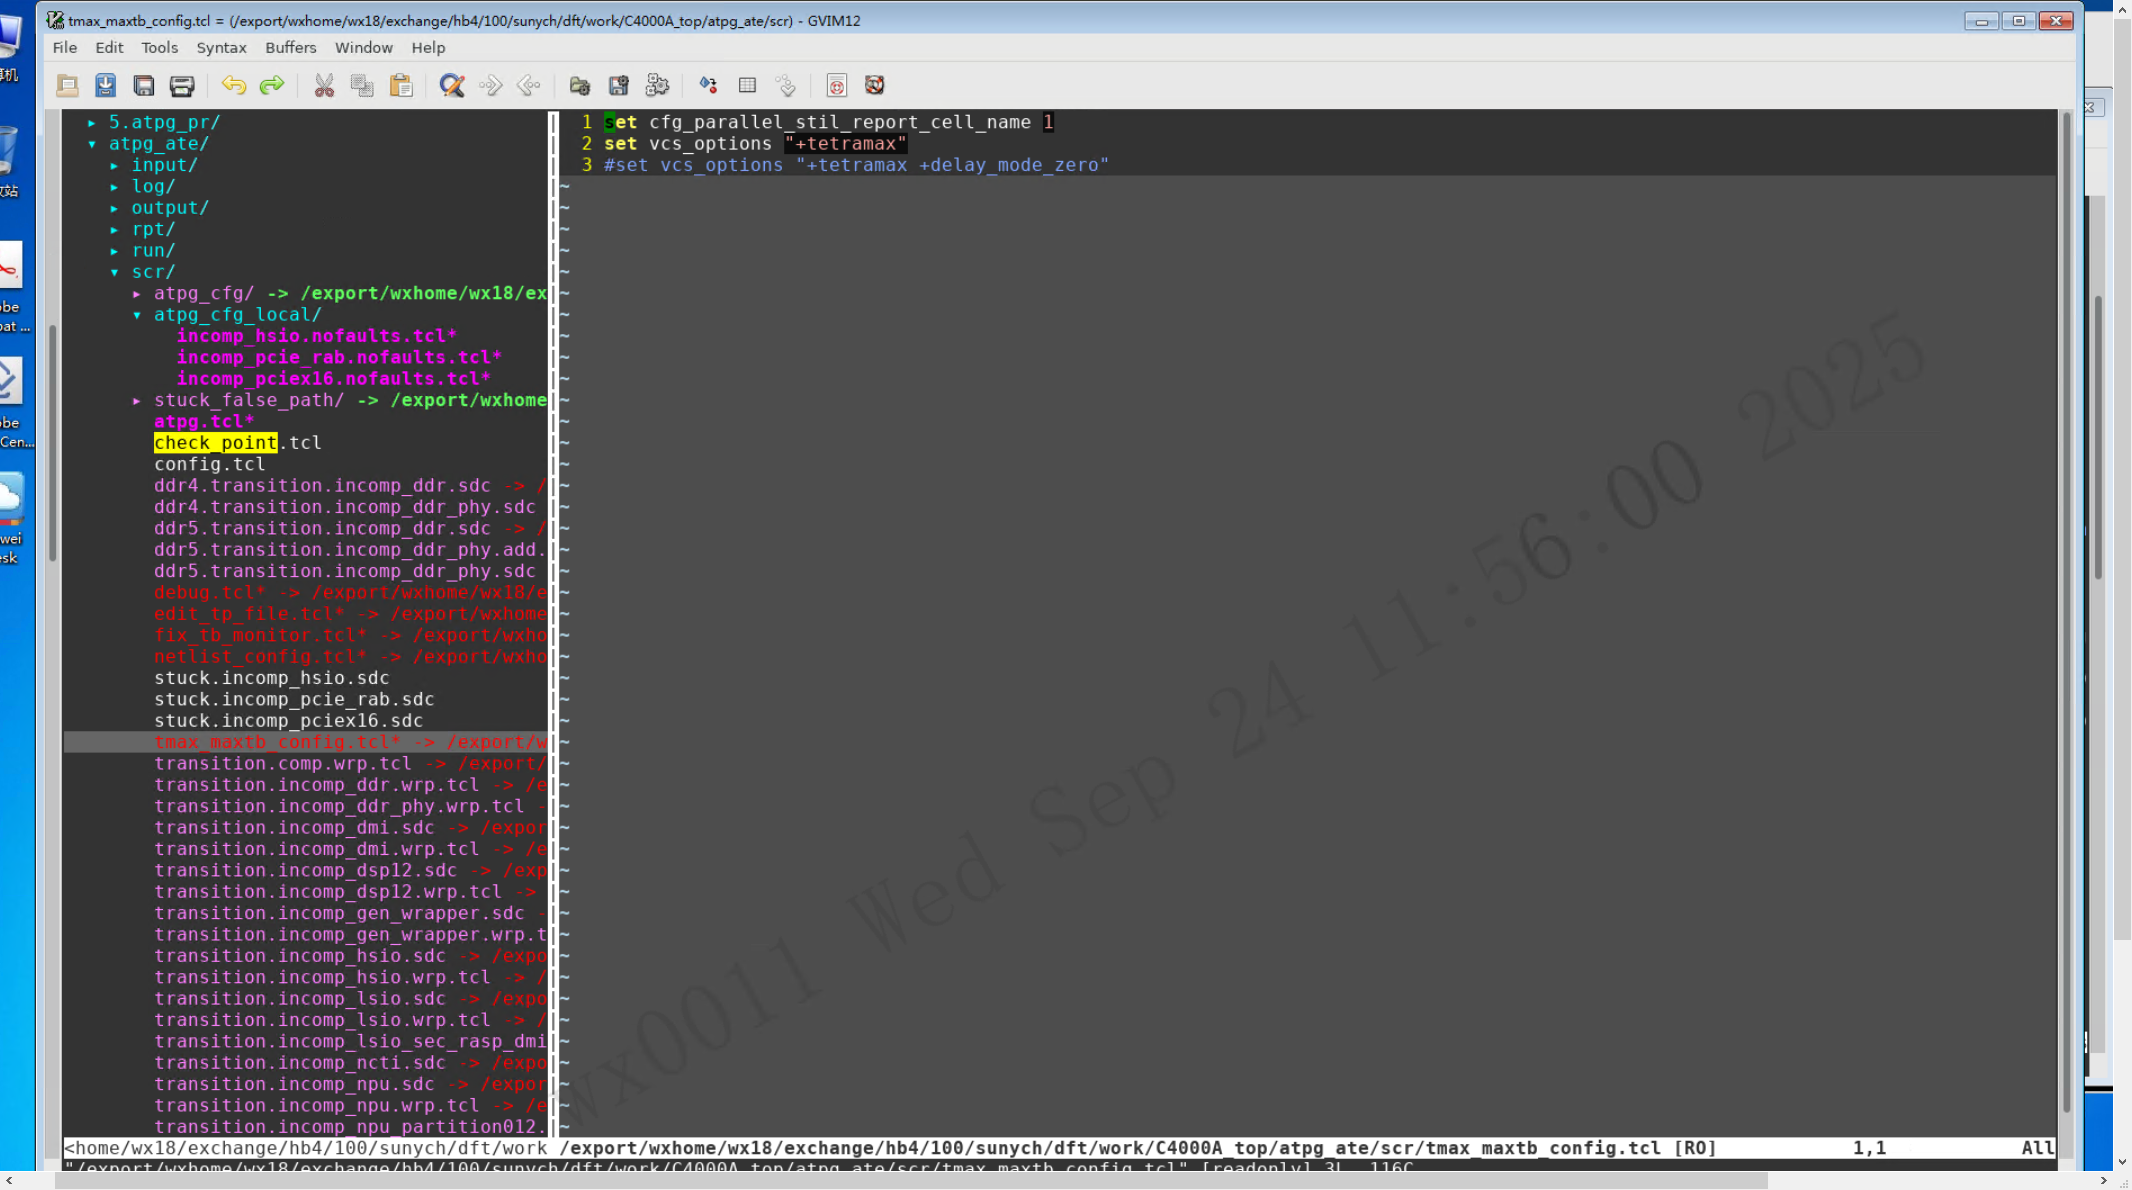 tmax_maxtb_config.tcl = (/export/wxhome/wx18/exchange/hb4/100/sunych/dft/work/C4000A_top/atpg_ate/scr) - GVIM12
File Edit Tools Syntax Buffers Window Help
▸ 5.atpg_pr/
▾ atpg_ate/
▸ input/
▸ log/
▸ output/
▸ rpt/
▸ run/
▾ scr/
▸ atpg_cfg/ -> /export/wxhome/wx18/ex
▾ atpg_cfg_local/
incomp_hsio.nofaults.tcl*
incomp_pcie_rab.nofaults.tcl*
incomp_pciex16.nofaults.tcl*
▸ stuck_false_path/ -> /export/wxhome
atpg.tcl*
check_point.tcl
config.tcl
ddr4.transition.incomp_ddr.sdc -> /
ddr4.transition.incomp_ddr_phy.sdc
ddr5.transition.incomp_ddr.sdc -> /
ddr5.transition.incomp_ddr_phy.add.
ddr5.transition.incomp_ddr_phy.sdc
debug.tcl* -> /export/wxhome/wx18/e
edit_tp_file.tcl* -> /export/wxhome
fix_tb_monitor.tcl* -> /export/wxho
netlist_config.tcl* -> /export/wxho
stuck.incomp_hsio.sdc
stuck.incomp_pcie_rab.sdc
stuck.incomp_pciex16.sdc
tmax_maxtb_config.tcl* -> /export/w
transition.comp.wrp.tcl -> /export/
transition.incomp_ddr.wrp.tcl -> /e
transition.incomp_ddr_phy.wrp.tcl -
transition.incomp_dmi.sdc -> /expor
transition.incomp_dmi.wrp.tcl -> /e
transition.incomp_dsp12.sdc -> /exp
transition.incomp_dsp12.wrp.tcl ->
transition.incomp_gen_wrapper.sdc -
transition.incomp_gen_wrapper.wrp.t
transition.incomp_hsio.sdc -> /expo
transition.incomp_hsio.wrp.tcl -> /
transition.incomp_lsio.sdc -> /expo
transition.incomp_lsio.wrp.tcl -> /
transition.incomp_lsio_sec_rasp_dmi
transition.incomp_ncti.sdc -> /expo
transition.incomp_npu.sdc -> /expor
transition.incomp_npu.wrp.tcl -> /e
transition.incomp_npu_partition012.
1 set cfg_parallel_stil_report_cell_name 1
2 set vcs_options "+tetramax"
3 #set vcs_options "+tetramax +delay_mode_zero"
wx0011 Wed Sep 24 11:56:00 2025
<home/wx18/exchange/hb4/100/sunych/dft/work /export/wxhome/wx18/exchange/hb4/100/sunych/dft/work/C4000A_top/atpg_ate/scr/tmax_maxtb_config.tcl [RO] 1,1 All
"/export/wxhome/wx18/exchange/hb4/100/sunych/dft/work/C4000A_top/atpg_ate/scr/tmax_maxtb_config.tcl" [readonly] 3L, 116C